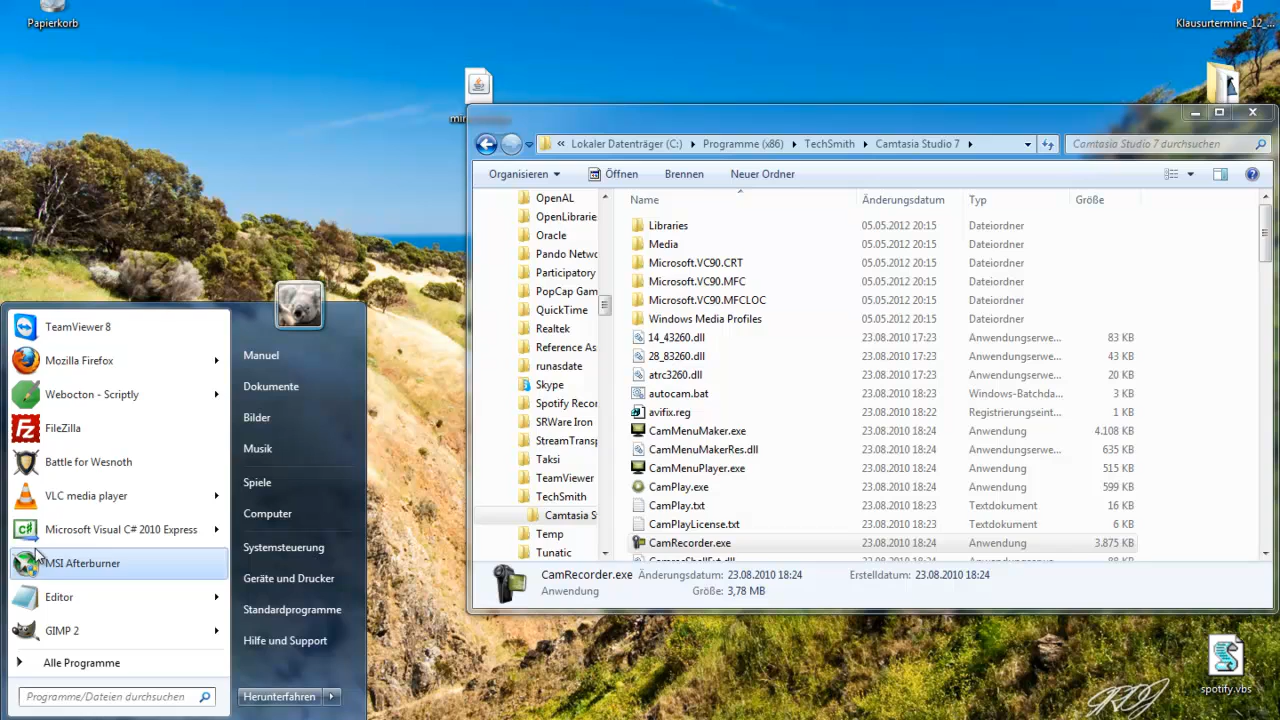 Papierkorb
Klausurtermine_12_...
Lokaler Datenträger (C:)
Programme (x86)
TechSmith
Camtasia Studio 7
Camtasia Studio 7 durchsuchen
Organisieren
Öffnen
Brennen
Neuer Ordner
OpenAL
OpenLibrarie
Oracle
Pando Netwo
Participatory
PopCap Gam
QuickTime
Realtek
Reference As
runasdate
Skype
Spotify Recor
SRWare Iron
StreamTransp
Taksi
TeamViewer
TechSmith
Camtasia S
Temp
Tunatic
Name Änderungsdatum Typ Größe
Libraries 05.05.2012 20:15 Dateiordner
Media 05.05.2012 20:15 Dateiordner
Microsoft.VC90.CRT 05.05.2012 20:15 Dateiordner
Microsoft.VC90.MFC 05.05.2012 20:15 Dateiordner
Microsoft.VC90.MFCLOC 05.05.2012 20:15 Dateiordner
Windows Media Profiles 05.05.2012 20:15 Dateiordner
14_43260.dll 23.08.2010 17:23 Anwendungserwe... 83 KB
28_83260.dll 23.08.2010 17:23 Anwendungserwe... 43 KB
atrc3260.dll 23.08.2010 17:23 Anwendungserwe... 20 KB
autocam.bat 23.08.2010 18:23 Windows-Batchda... 3 KB
avifix.reg 23.08.2010 18:22 Registrierungseint... 1 KB
CamMenuMaker.exe 23.08.2010 18:24 Anwendung 4.108 KB
CamMenuMakerRes.dll 23.08.2010 18:24 Anwendungserwe... 635 KB
CamMenuPlayer.exe 23.08.2010 18:24 Anwendung 515 KB
CamPlay.exe 23.08.2010 18:24 Anwendung 599 KB
CamPlay.txt 23.08.2010 18:23 Textdokument 16 KB
CamPlayLicense.txt 23.08.2010 18:23 Textdokument 6 KB
CamRecorder.exe 23.08.2010 18:24 Anwendung 3.875 KB
CamRecorder.exe Änderungsdatum: 23.08.2010 18:24 Erstelldatum: 23.08.2010 18:24
Anwendung Größe: 3,78 MB
TeamViewer 8
Mozilla Firefox
Webocton - Scriptly
FileZilla
Battle for Wesnoth
VLC media player
Microsoft Visual C# 2010 Express
MSI Afterburner
Editor
GIMP 2
Alle Programme
Programme/Dateien durchsuchen
Manuel
Dokumente
Bilder
Musik
Spiele
Computer
Systemsteuerung
Geräte und Drucker
Standardprogramme
Hilfe und Support
Herunterfahren
spotify.vbs